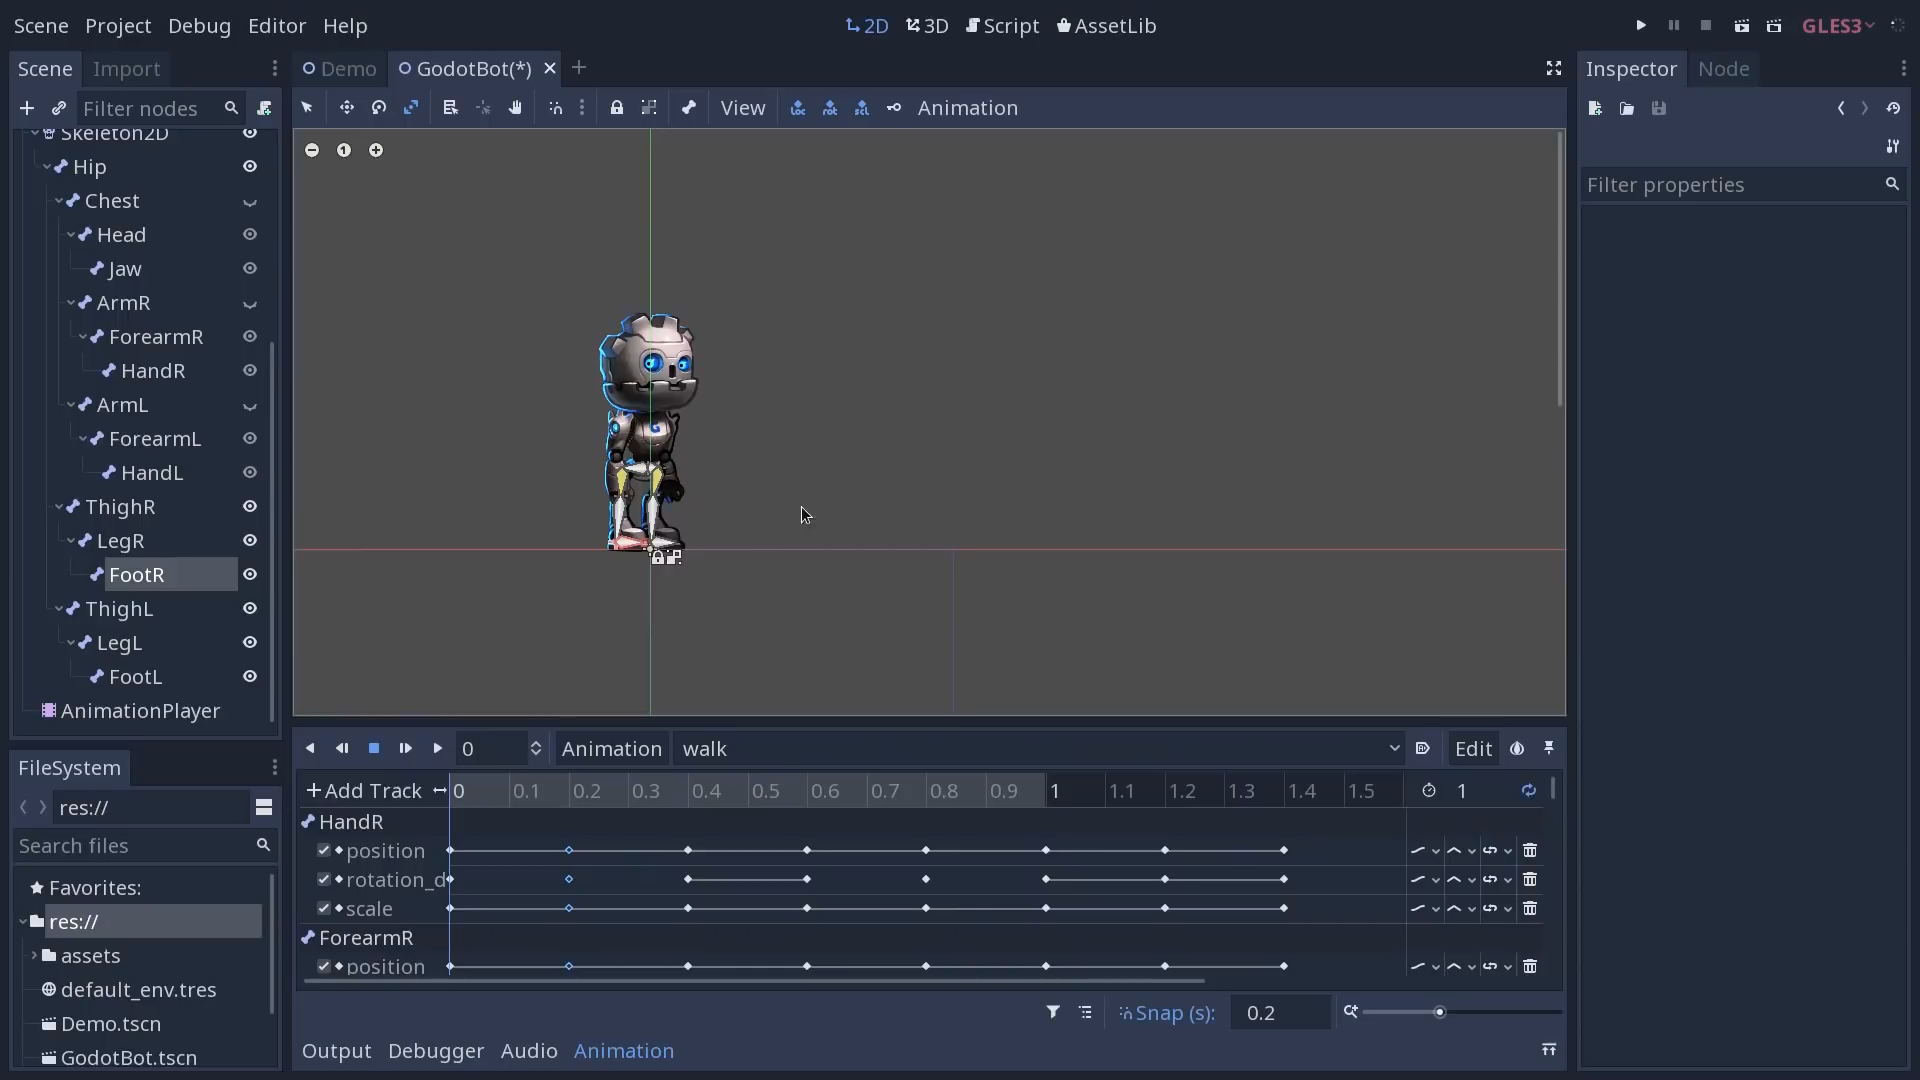 Scene Project Debug Editor Help
2D 3D Script AssetLib
GLES3
Scene Import
Demo GodotBot(*)
Inspector Node
Filter nodes
View Animation
Skeleton2D
Hip
Chest
Head
Jaw
ArmR
ForearmR
HandR
ArmL
ForearmL
HandL
ThighR
LegR
FootR
ThighL
LegL
FootL
AnimationPlayer
1
Filter properties
FileSystem
res://
Search files
Favorites:
res://
assets
default_env.tres
Demo.tscn
GodotBot.tscn
0 Animation walk Edit
Add Track 0 0.1 0.2 0.3 0.4 0.5 0.6 0.7 0.8 0.9 1 1.1 1.2 1.3 1.4 1.5 1
HandR
position
rotation_d
scale
ForearmR
position
Snap (s): 0.2
Output Debugger Audio Animation